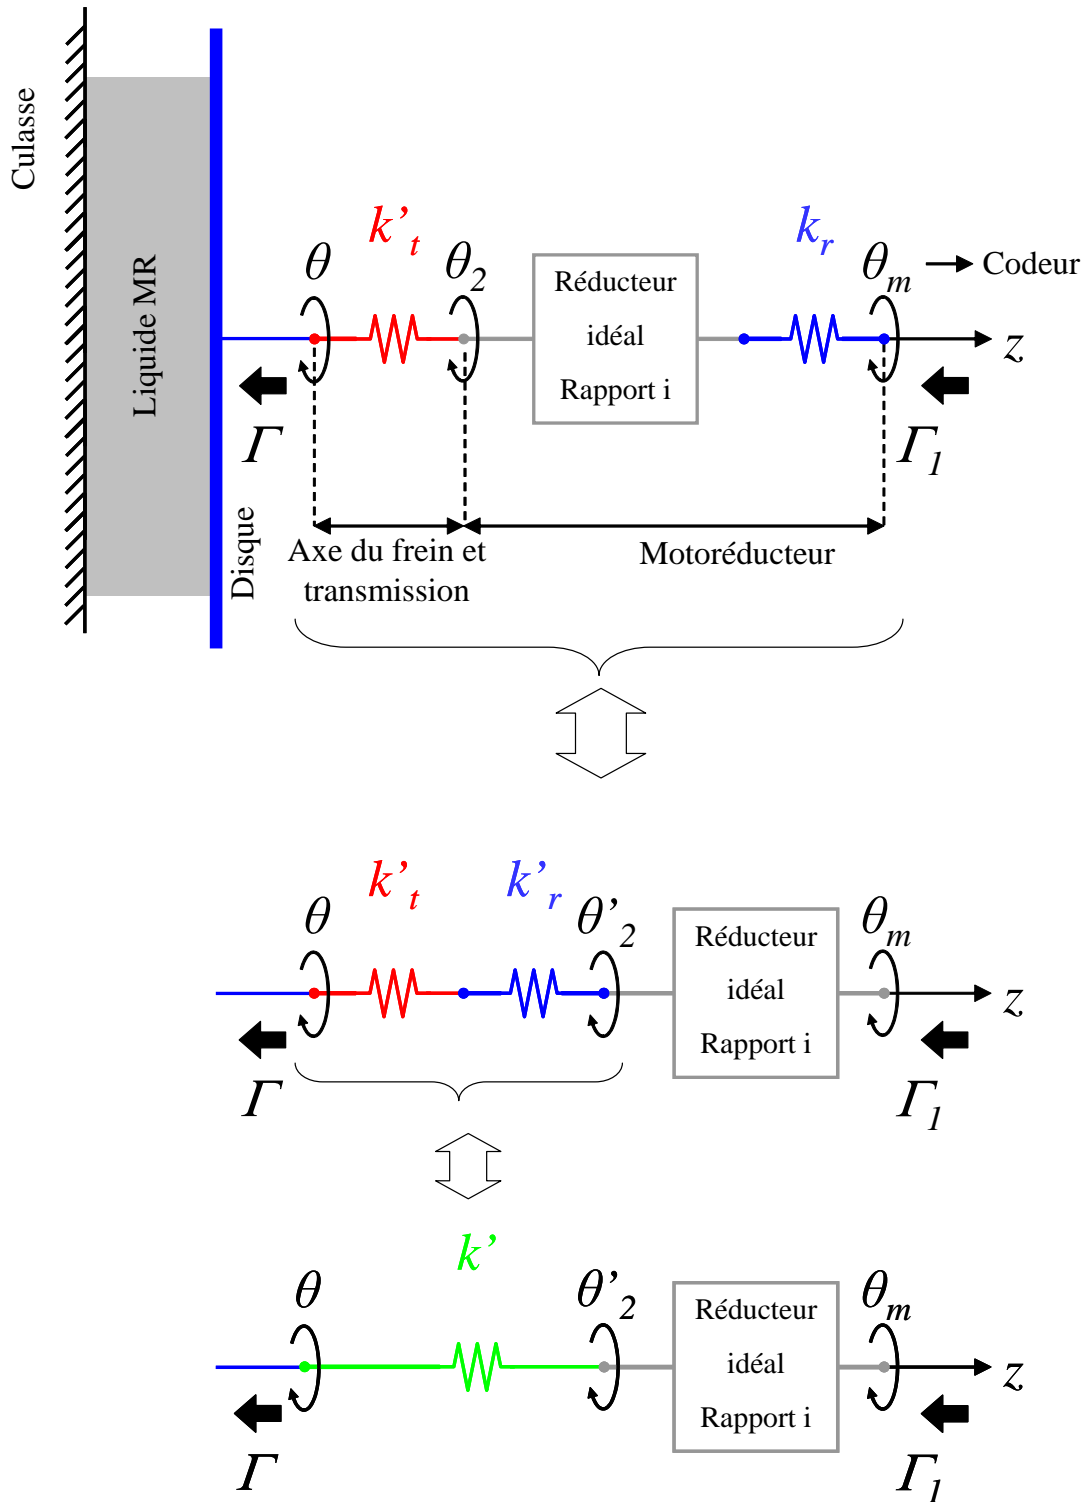 Culasse
Liquide MR
Disque
θ
k't
θ2
Réducteur
idéal
Rapport i
kr
θm
Codeur
z
Γ
Γ1
Axe du frein et
transmission
Motoréducteur
θ
k't
k'r
θ'2
Réducteur
idéal
Rapport i
θm
z
Γ
Γ1
k'
θ
θ'2
Réducteur
idéal
Rapport i
θm
z
Γ
Γ1